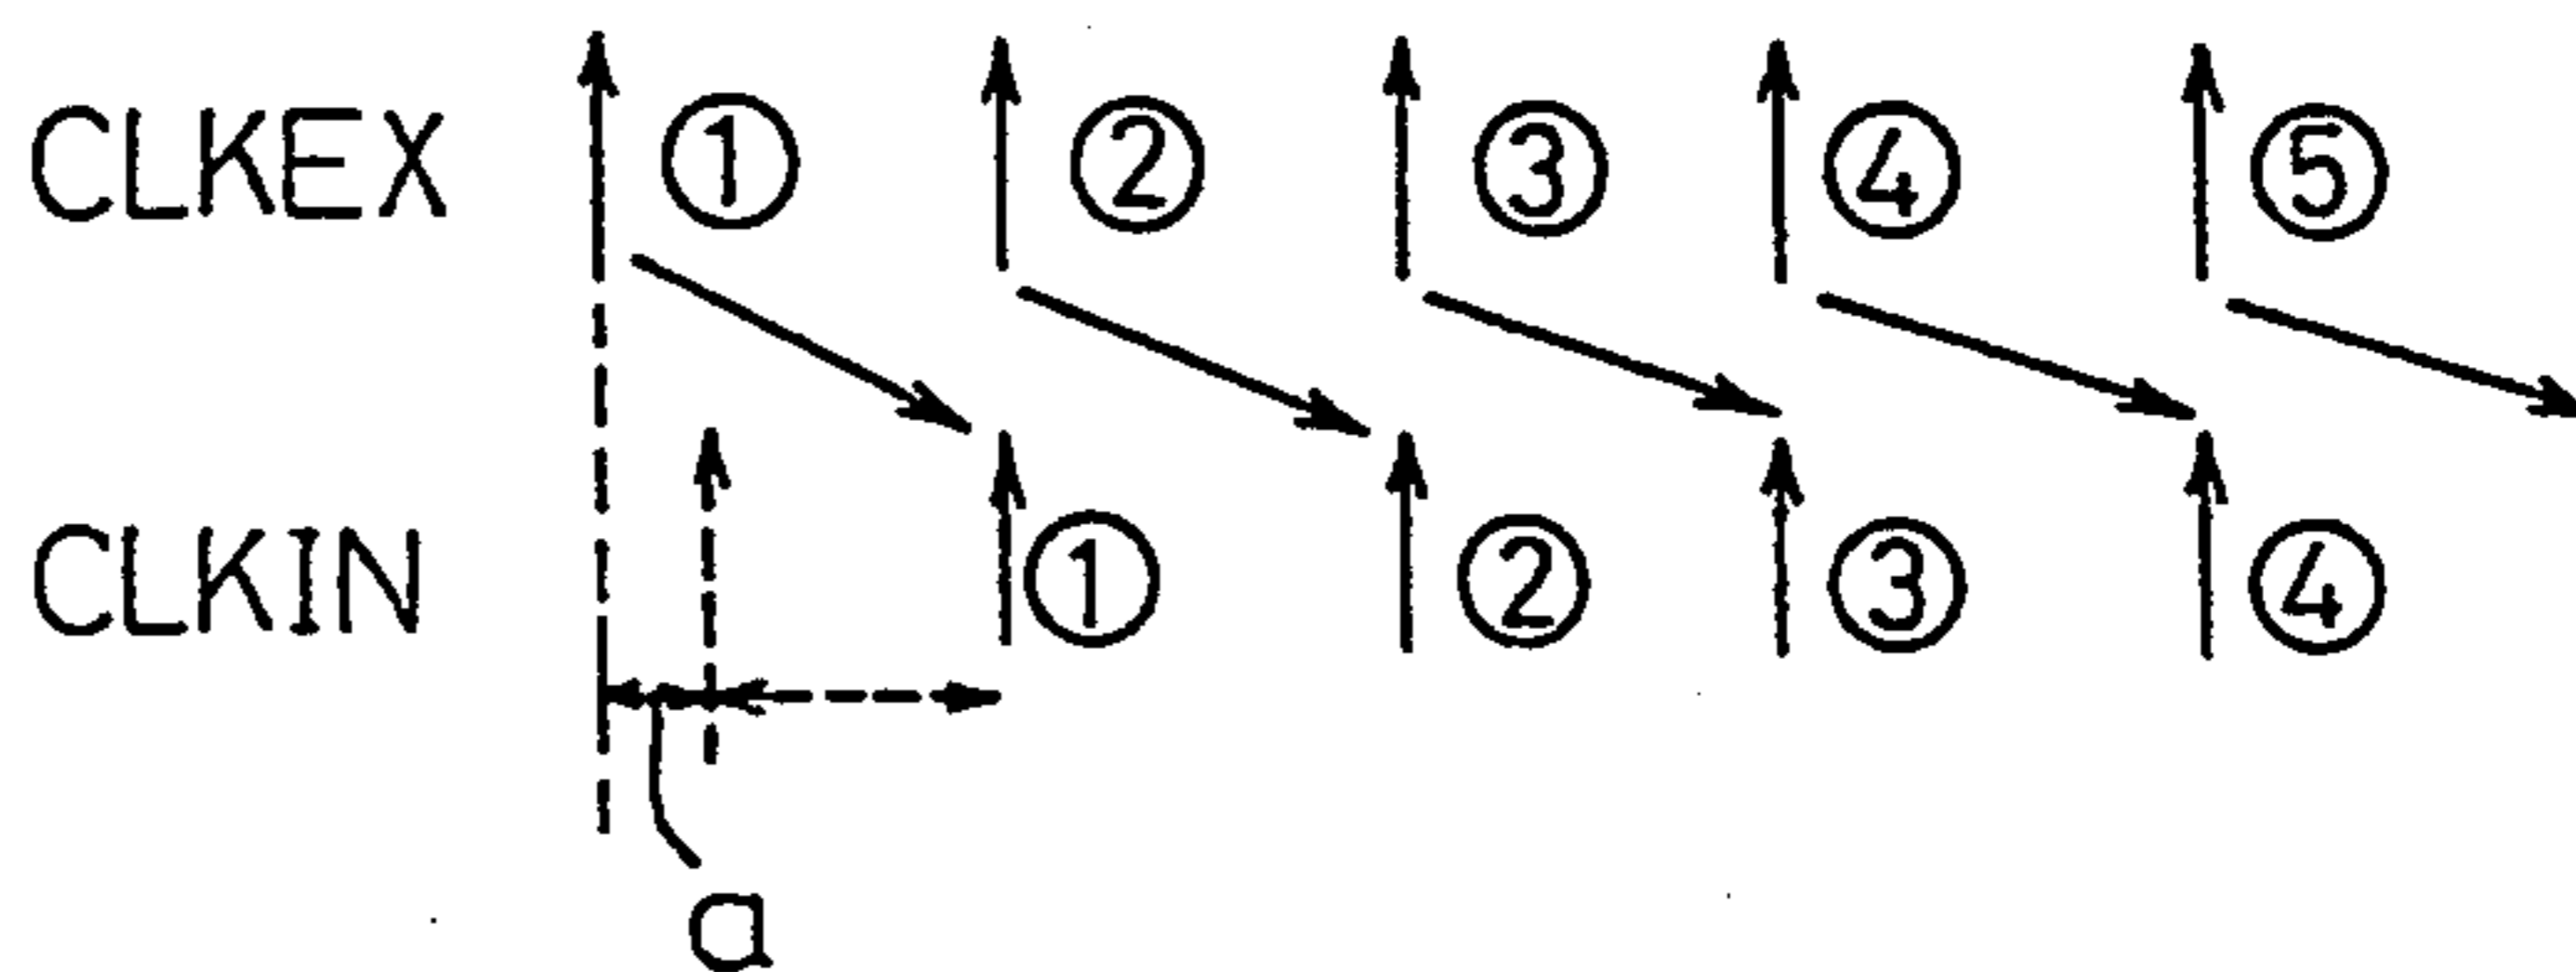 CLKEX ① ② ③ ④ ⑤
CLKIN ① ② ③ ④
a